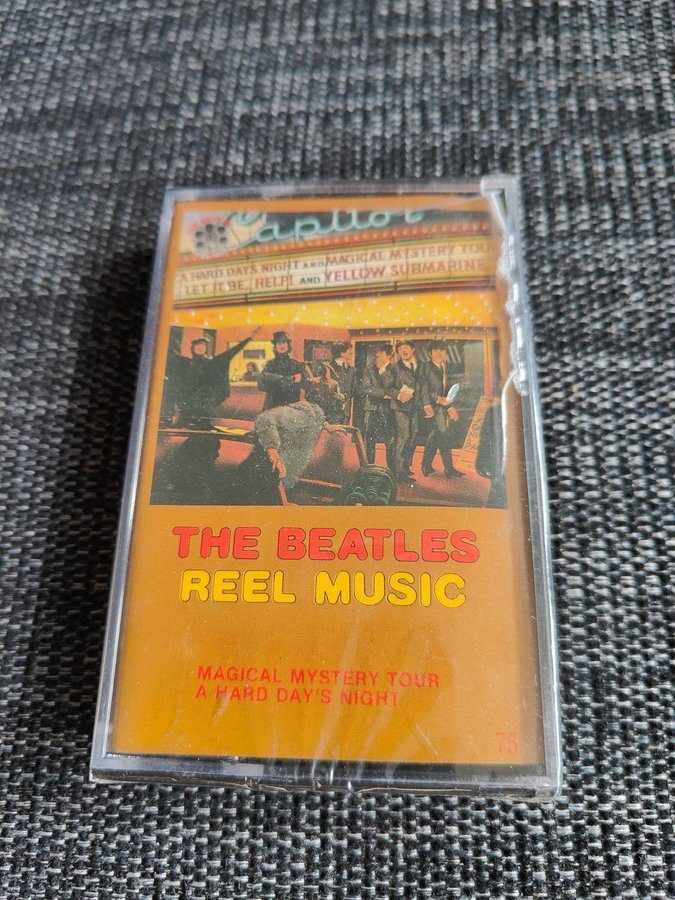 Capitol
A HARD DAYS NIGHT AND MAGICAL MYSTERY TOUR
LET IT BE, HELP! AND YELLOW SUBMARINE
THE BEATLES
REEL MUSIC
MAGICAL MYSTERY TOUR
A HARD DAY'S NIGHT
75